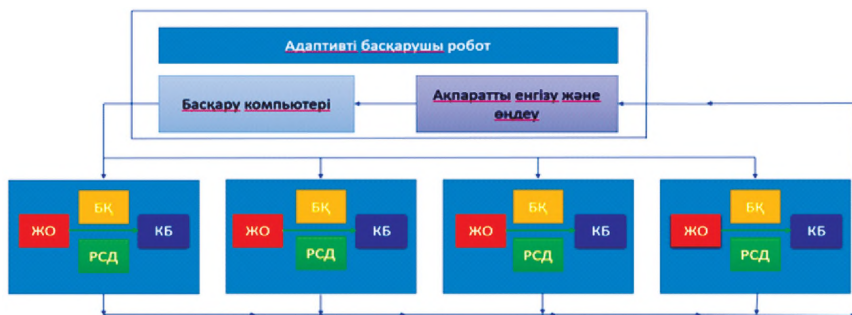 Адаптивті басқарушы робот
Басқару компьютері
Ақпаратты енгізу және
өңдеу
БҚ
ЖО
КБ
РСД
БҚ
ЖО
КБ
РСД
БҚ
ЖО
КБ
РСД
БҚ
ЖО
КБ
РСД